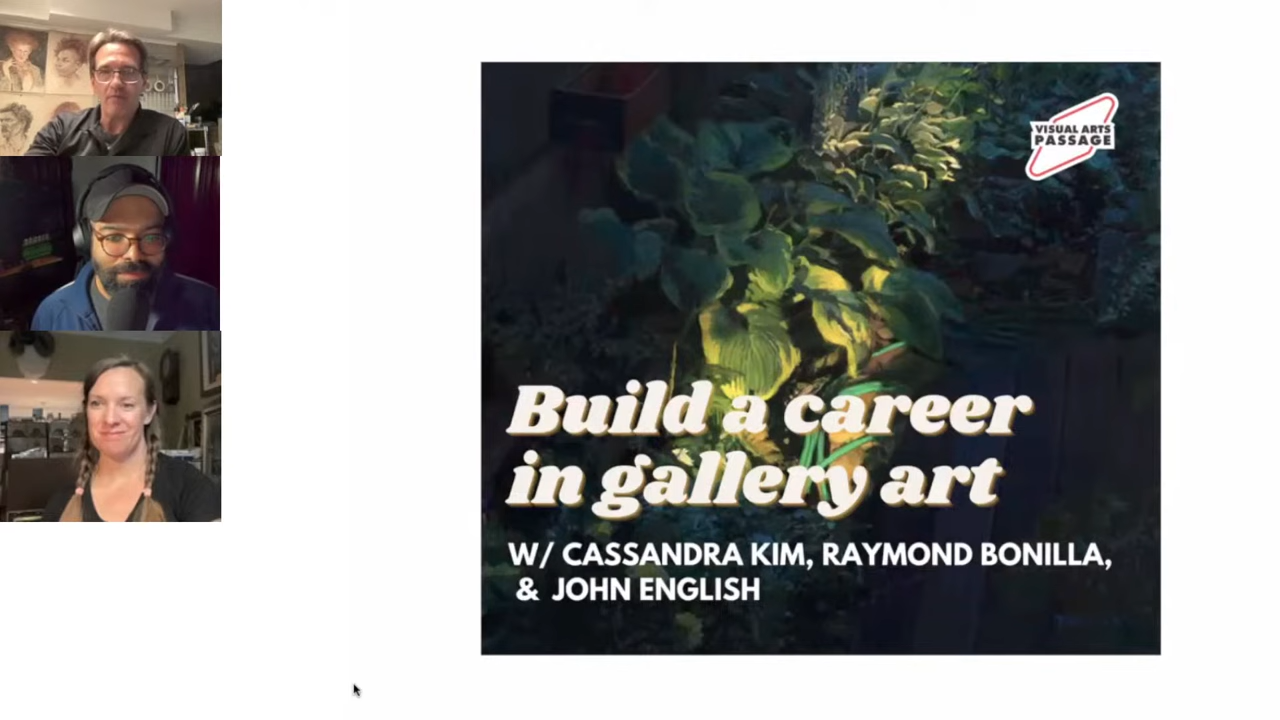 VISUAL ARTS
PASSAGE
Build a career
in gallery art
W/ CASSANDRA KIM, RAYMOND BONILLA,
& JOHN ENGLISH